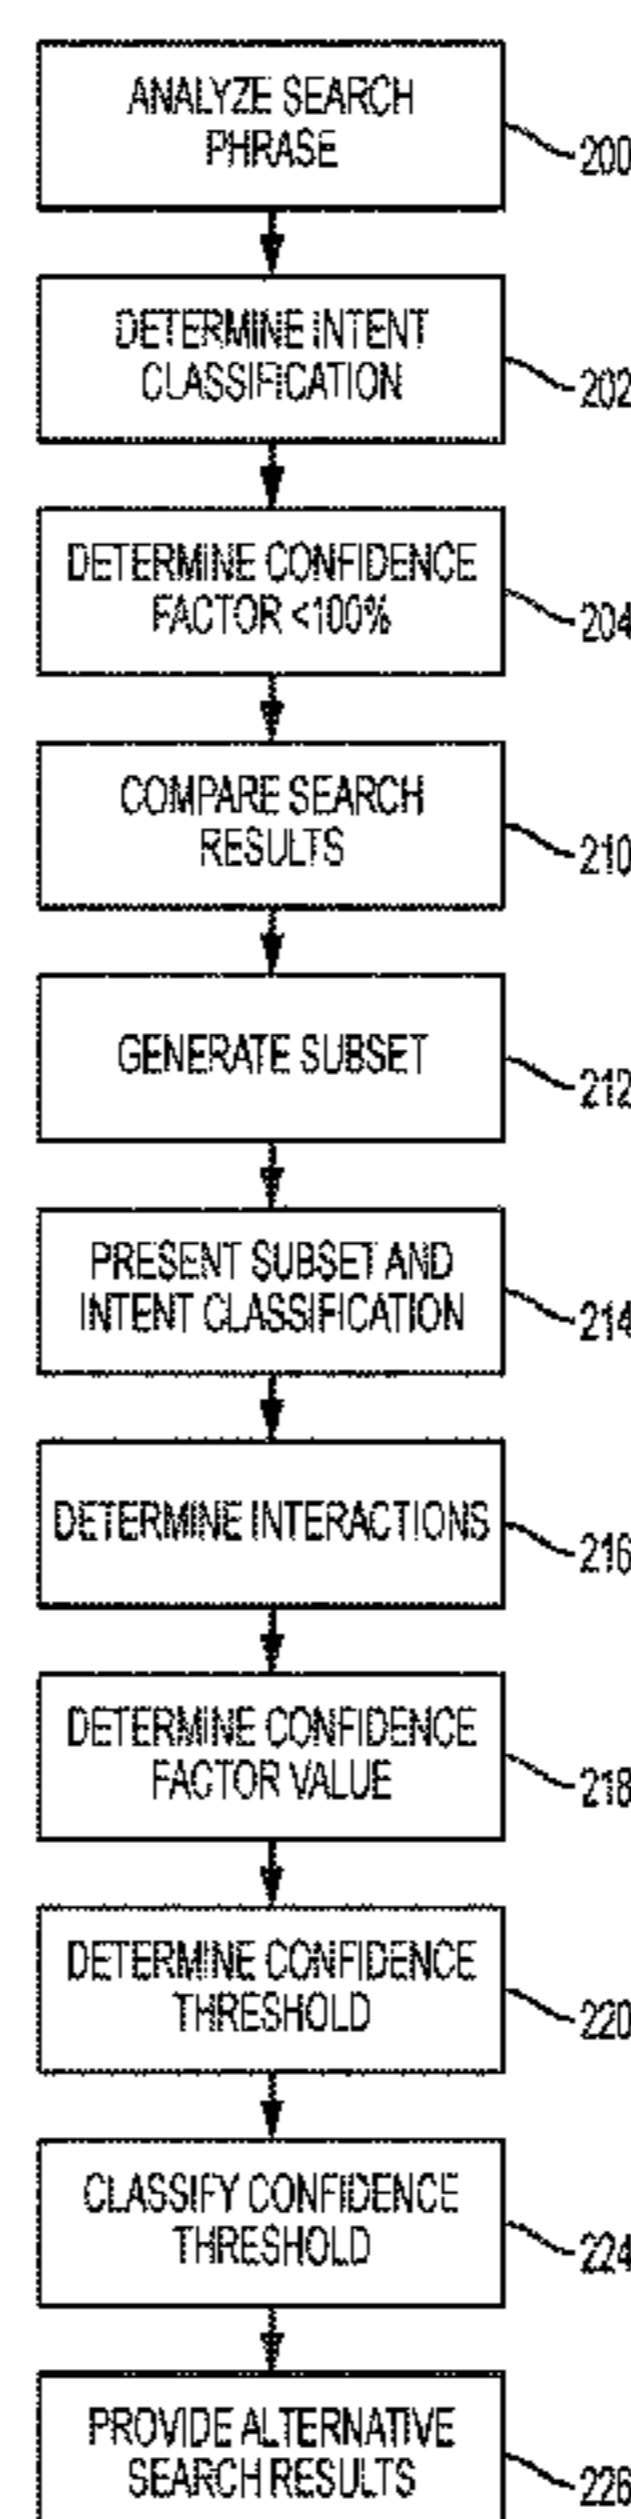 ANALYZE SEARCH
PHRASE
200
DETERMINE INTENT
CLASSIFICATION
202
DETERMINE CONFIDENCE
FACTOR <100%
204
COMPARE SEARCH
RESULTS
210
GENERATE SUBSET
212
PRESENT SUBSET AND
INTENT CLASSIFICATION
214
DETERMINE INTERACTIONS
216
DETERMINE CONFIDENCE
FACTOR VALUE
218
DETERMINE CONFIDENCE
THRESHOLD
220
CLASSIFY CONFIDENCE
THRESHOLD
224
PROVIDE ALTERNATIVE
SEARCH RESULTS
226